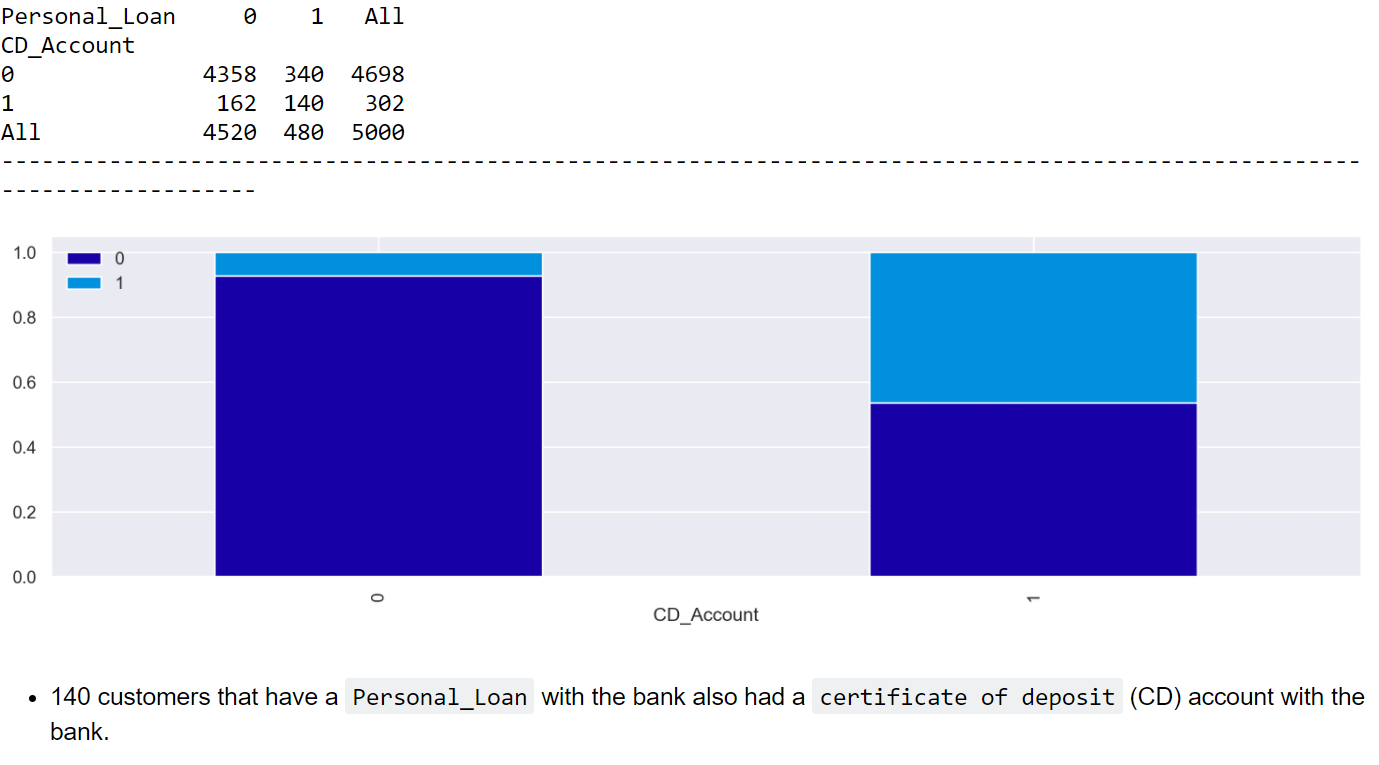 Personal_Loan 0 1 All
CD_Account
0 4358 340 4698
1 162 140 302
All 4520 480 5000
-----------------------------------------------------------------------------------------------------
-------------------
1.0
0
1
0.8
0.6
0.4
0.2
0.0
0 1
CD_Account
• 140 customers that have a Personal_Loan with the bank also had a certificate of deposit (CD) account with the
bank.